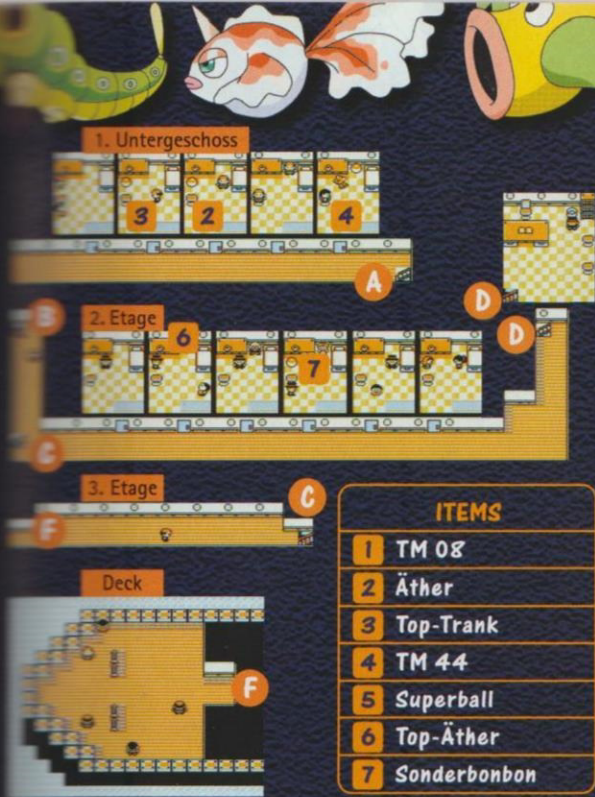 1. Untergeschoss
3 2 4
A
D
B
2. Etage
D
6
7
C
3. Etage
C
F
Deck
F
ITEMS
1 TM 08
2 Äther
3 Top-Trank
4 TM 44
5 Superball
6 Top-Äther
7 Sonderbonbon